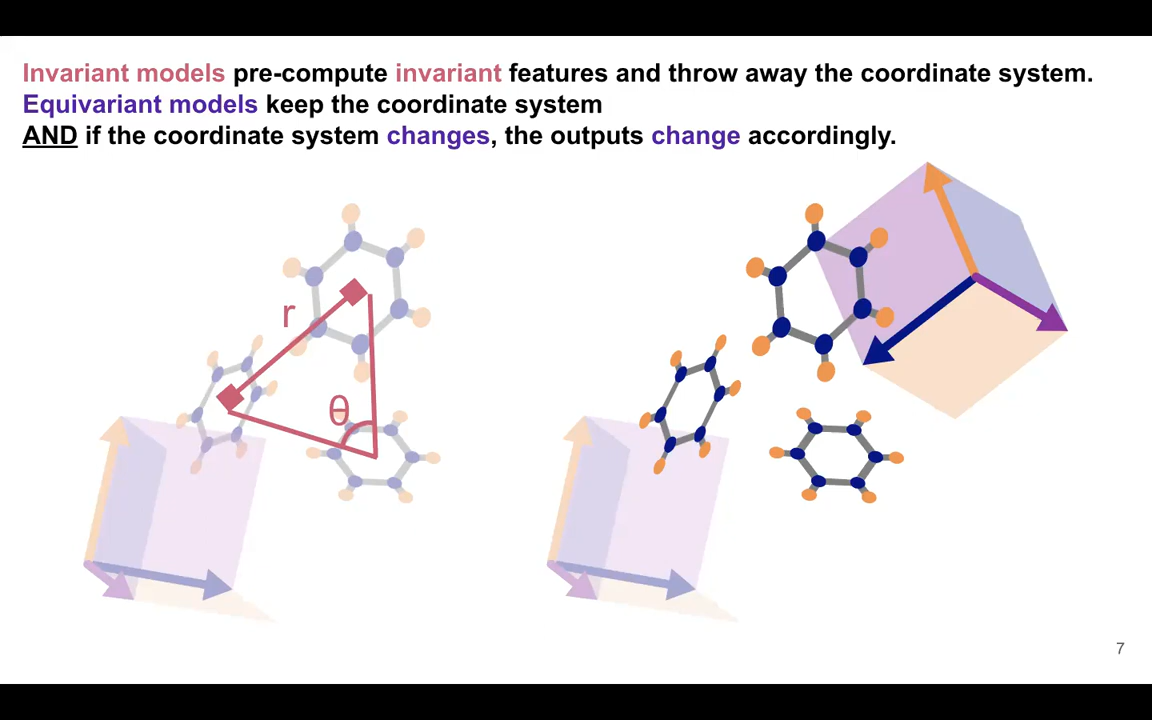 Invariant models pre-compute invariant features and throw away the coordinate system.
Equivariant models keep the coordinate system
AND if the coordinate system changes, the outputs change accordingly.
r
θ
7